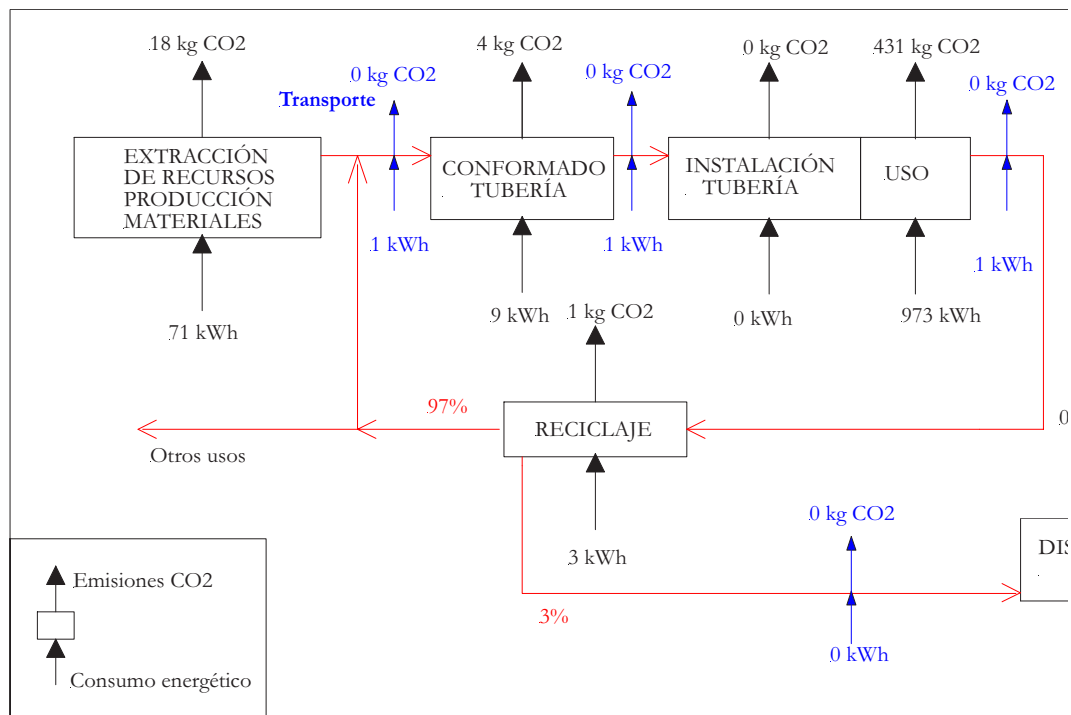 18 kg CO2
4 kg CO2
0 kg CO2
431 kg CO2
0 kg CO2
0 kg CO2
0 kg CO2
Transporte
EXTRACCIÓN
DE RECURSOS
PRODUCCIÓN
MATERIALES
CONFORMADO
TUBERÍA
INSTALACIÓN
TUBERÍA
USO
1 kWh
1 kWh
1 kWh
71 kWh
9 kWh
0 kWh
973 kWh
1 kg CO2
97%
RECICLAJE
0
Otros usos
0 kg CO2
3 kWh
DIS
3%
0 kWh
Emisiones CO2
Consumo energético